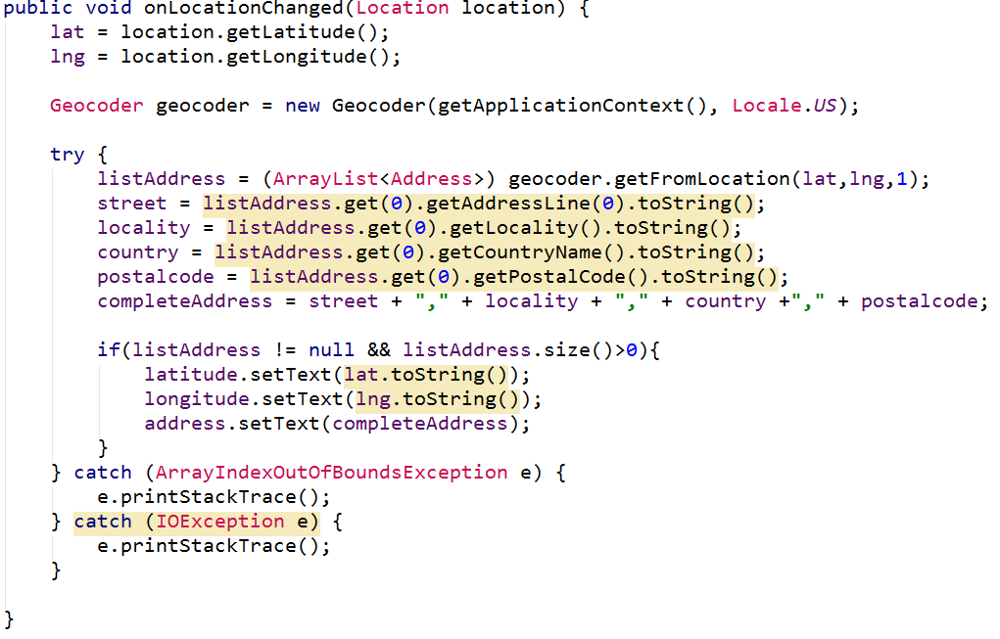 public void onLocationChanged(Location location) {
    lat = location.getLatitude();
    lng = location.getLongitude();

    Geocoder geocoder = new Geocoder(getApplicationContext(), Locale.US);

    try {
        listAddress = (ArrayList<Address>) geocoder.getFromLocation(lat,lng,1);
        street = listAddress.get(0).getAddressLine(0).toString();
        locality = listAddress.get(0).getLocality().toString();
        country = listAddress.get(0).getCountryName().toString();
        postalcode = listAddress.get(0).getPostalCode().toString();
        completeAddress = street + "," + locality + "," + country +"," + postalcode;

        if(listAddress != null && listAddress.size()>0){
            latitude.setText(lat.toString());
            longitude.setText(lng.toString());
            address.setText(completeAddress);
        }
    } catch (ArrayIndexOutOfBoundsException e) {
        e.printStackTrace();
    } catch (IOException e) {
        e.printStackTrace();
    }

}